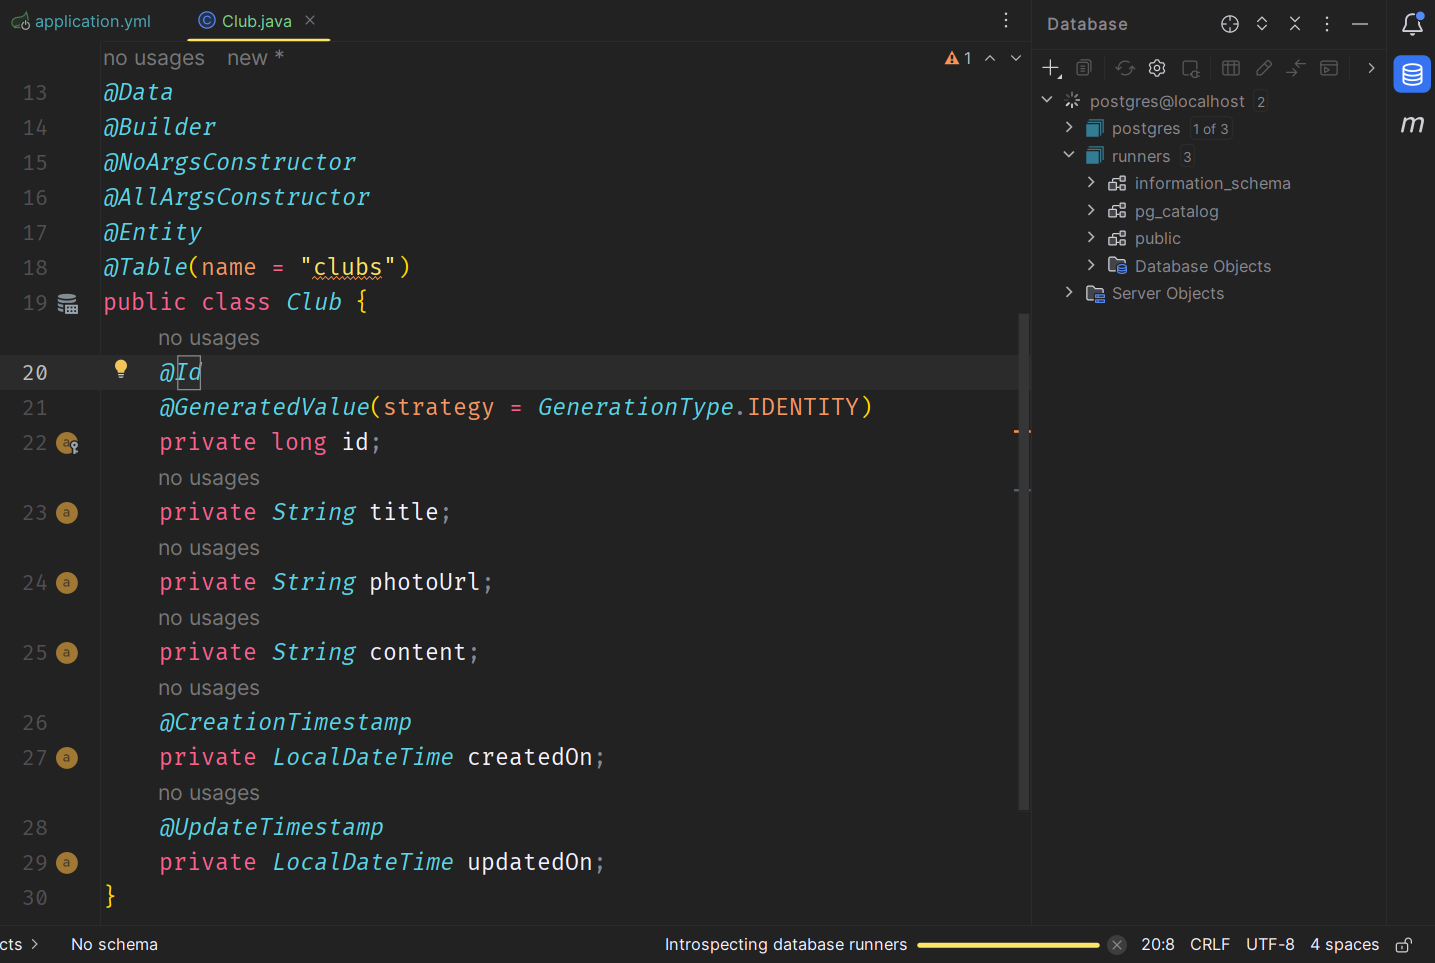 application.yml
Club.java
no usages new *
1
13 @Data
14 @Builder
15 @NoArgsConstructor
16 @AllArgsConstructor
17 @Entity
18 @Table(name = "clubs")
19 public class Club {
no usages
20 @Id
21 @GeneratedValue(strategy = GenerationType.IDENTITY)
22 private long id;
no usages
23 private String title;
no usages
24 private String photoUrl;
no usages
25 private String content;
no usages
26 @CreationTimestamp
27 private LocalDateTime createdOn;
no usages
28 @UpdateTimestamp
29 private LocalDateTime updatedOn;
30 }
Database
postgres@localhost 2
postgres 1 of 3
runners 3
information_schema
pg_catalog
public
Database Objects
Server Objects
m
cts > No schema
Introspecting database runners
20:8 CRLF UTF-8 4 spaces